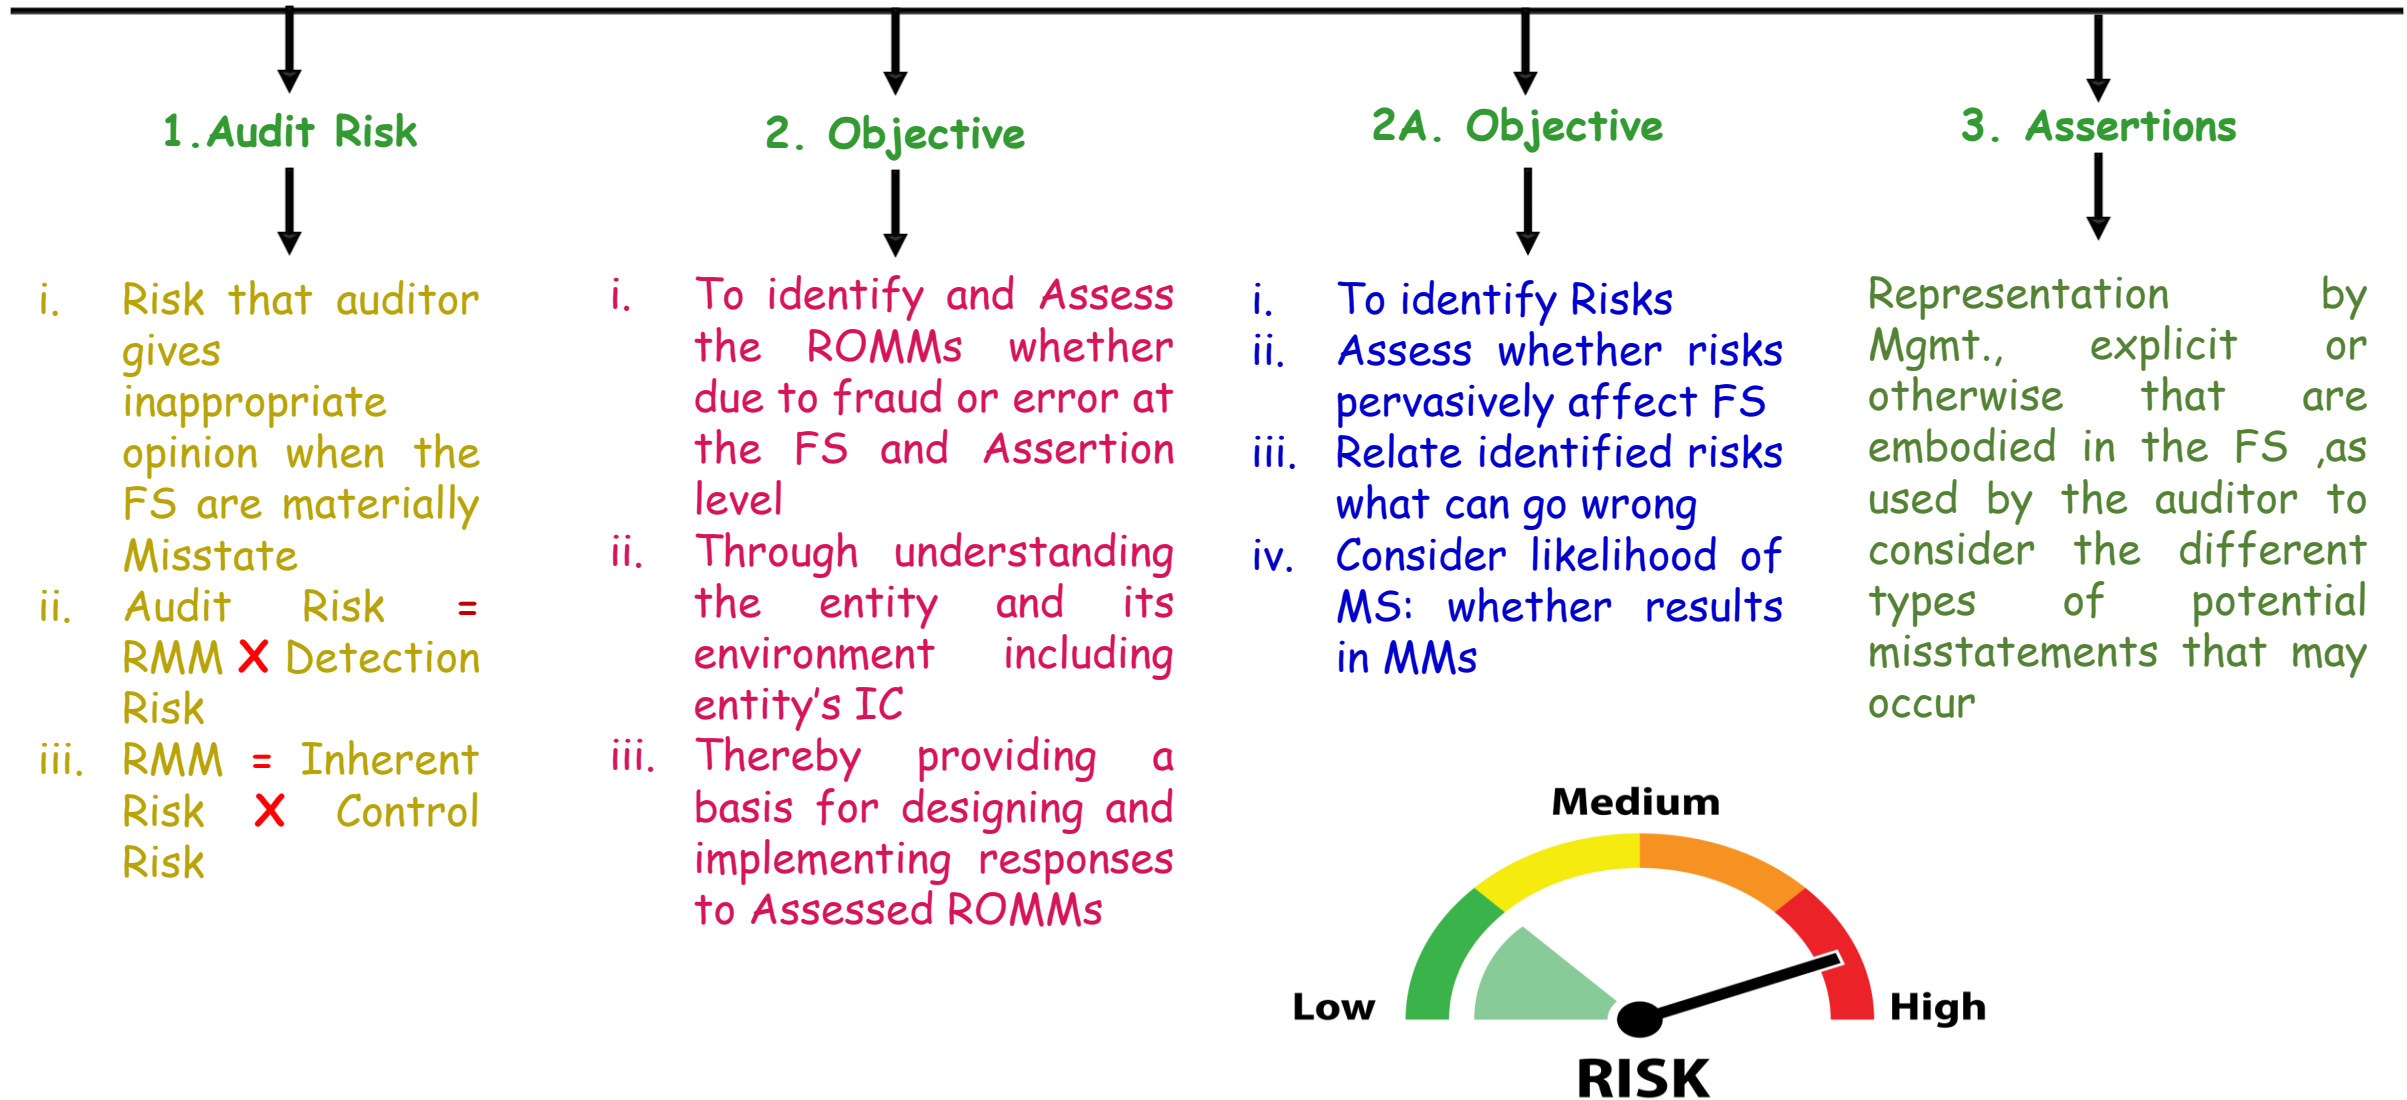 1.Audit Risk
i. Risk that auditor
gives
inappropriate
opinion when the
FS are materially
Misstate
ii. Audit Risk =
RMM X Detection
Risk
iii. RMM = Inherent
Risk X Control
Risk
2. Objective
i. To identify and Assess
the ROMMs whether
due to fraud or error at
the FS and Assertion
level
ii. Through understanding
the entity and its
environment including
entity’s IC
iii. Thereby providing a
basis for designing and
implementing responses
to Assessed ROMMs
2A. Objective
i. To identify Risks
ii. Assess whether risks
pervasively affect FS
iii. Relate identified risks
what can go wrong
iv. Consider likelihood of
MS: whether results
in MMs
3. Assertions
Representation by
Mgmt., explicit or
otherwise that are
embodied in the FS ,as
used by the auditor to
consider the different
types of potential
misstatements that may
occur
Medium
Low
High
RISK